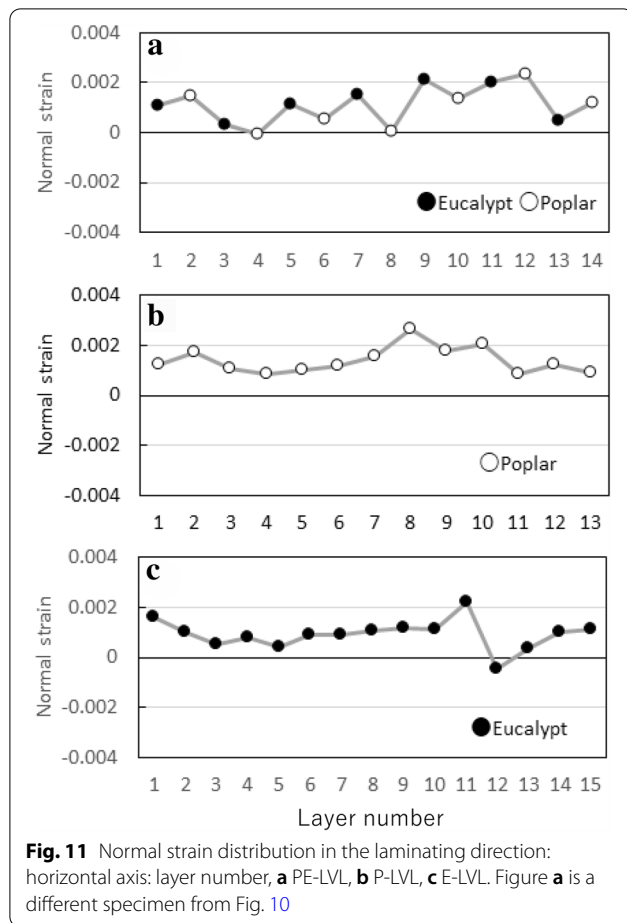 a
0.004
0.002
0
-0.002
-0.004
Normal strain
Eucalypt Poplar
1 2 3 4 5 6 7 8 9 10 11 12 13 14
b
0.004
0.002
0
-0.002
-0.004
Normal strain
Poplar
1 2 3 4 5 6 7 8 9 10 11 12 13
c
0.004
0.002
0
-0.002
-0.004
Normal strain
Eucalypt
1 2 3 4 5 6 7 8 9 10 11 12 13 14 15
Layer number
Fig. 11 Normal strain distribution in the laminating direction:
horizontal axis: layer number, a PE-LVL, b P-LVL, c E-LVL. Figure a is a
different specimen from Fig. 10